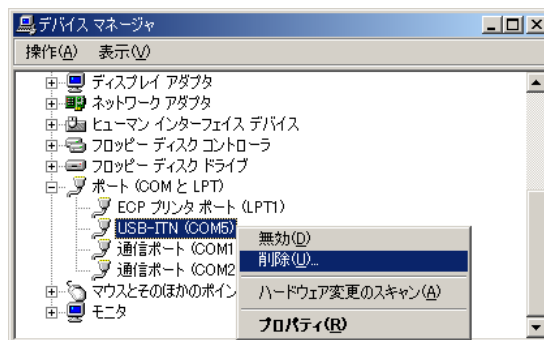 デバイス マネージャ
操作(A) 表示(V)
ディスプレイ アダプタ
ネットワーク アダプタ
ヒューマン インターフェイス デバイス
フロッピー ディスク コントローラ
フロッピー ディスク ドライブ
ポート (COM と LPT)
ECP プリンタ ポート (LPT1)
USB-ITN (COM5)
通信ポート (COM1
通信ポート (COM2
マウスとそのほかのポイン
モニタ
無効(D)
削除(U)...
ハードウェア変更のスキャン(A)
プロパティ(R)